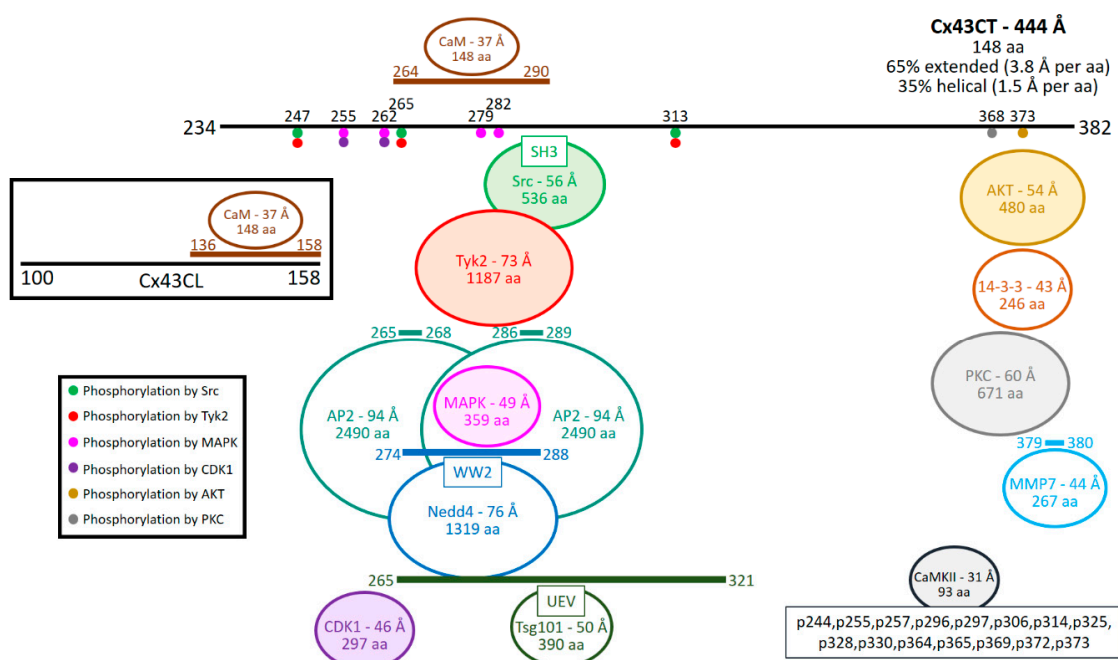 CaM - 37 Å
148 aa
264 290
Cx43CT - 444 Å
148 aa
65% extended (3.8 Å per aa)
35% helical (1.5 Å per aa)
234 247 255 262 265 279 282 313 368 373 382
SH3
Src - 56 Å
536 aa
AKT - 54 Å
480 aa
CaM - 37 Å
148 aa
136 158
100 Cx43CL 158
Tyk2 - 73 Å
1187 aa
14-3-3 - 43 Å
246 aa
265 268 286 289
PKC - 60 Å
671 aa
Phosphorylation by Src
Phosphorylation by Tyk2
Phosphorylation by MAPK
Phosphorylation by CDK1
Phosphorylation by AKT
Phosphorylation by PKC
AP2 - 94 Å
2490 aa
MAPK - 49 Å
359 aa
AP2 - 94 Å
2490 aa
274 288
WW2
379 380
MMP7 - 44 Å
267 aa
Nedd4 - 76 Å
1319 aa
265 321
UEV
CDK1 - 46 Å
297 aa
Tsg101 - 50 Å
390 aa
CaMKII - 31 Å
93 aa
p244,p255,p257,p296,p297,p306,p314,p325,
p328,p330,p364,p365,p369,p372,p373